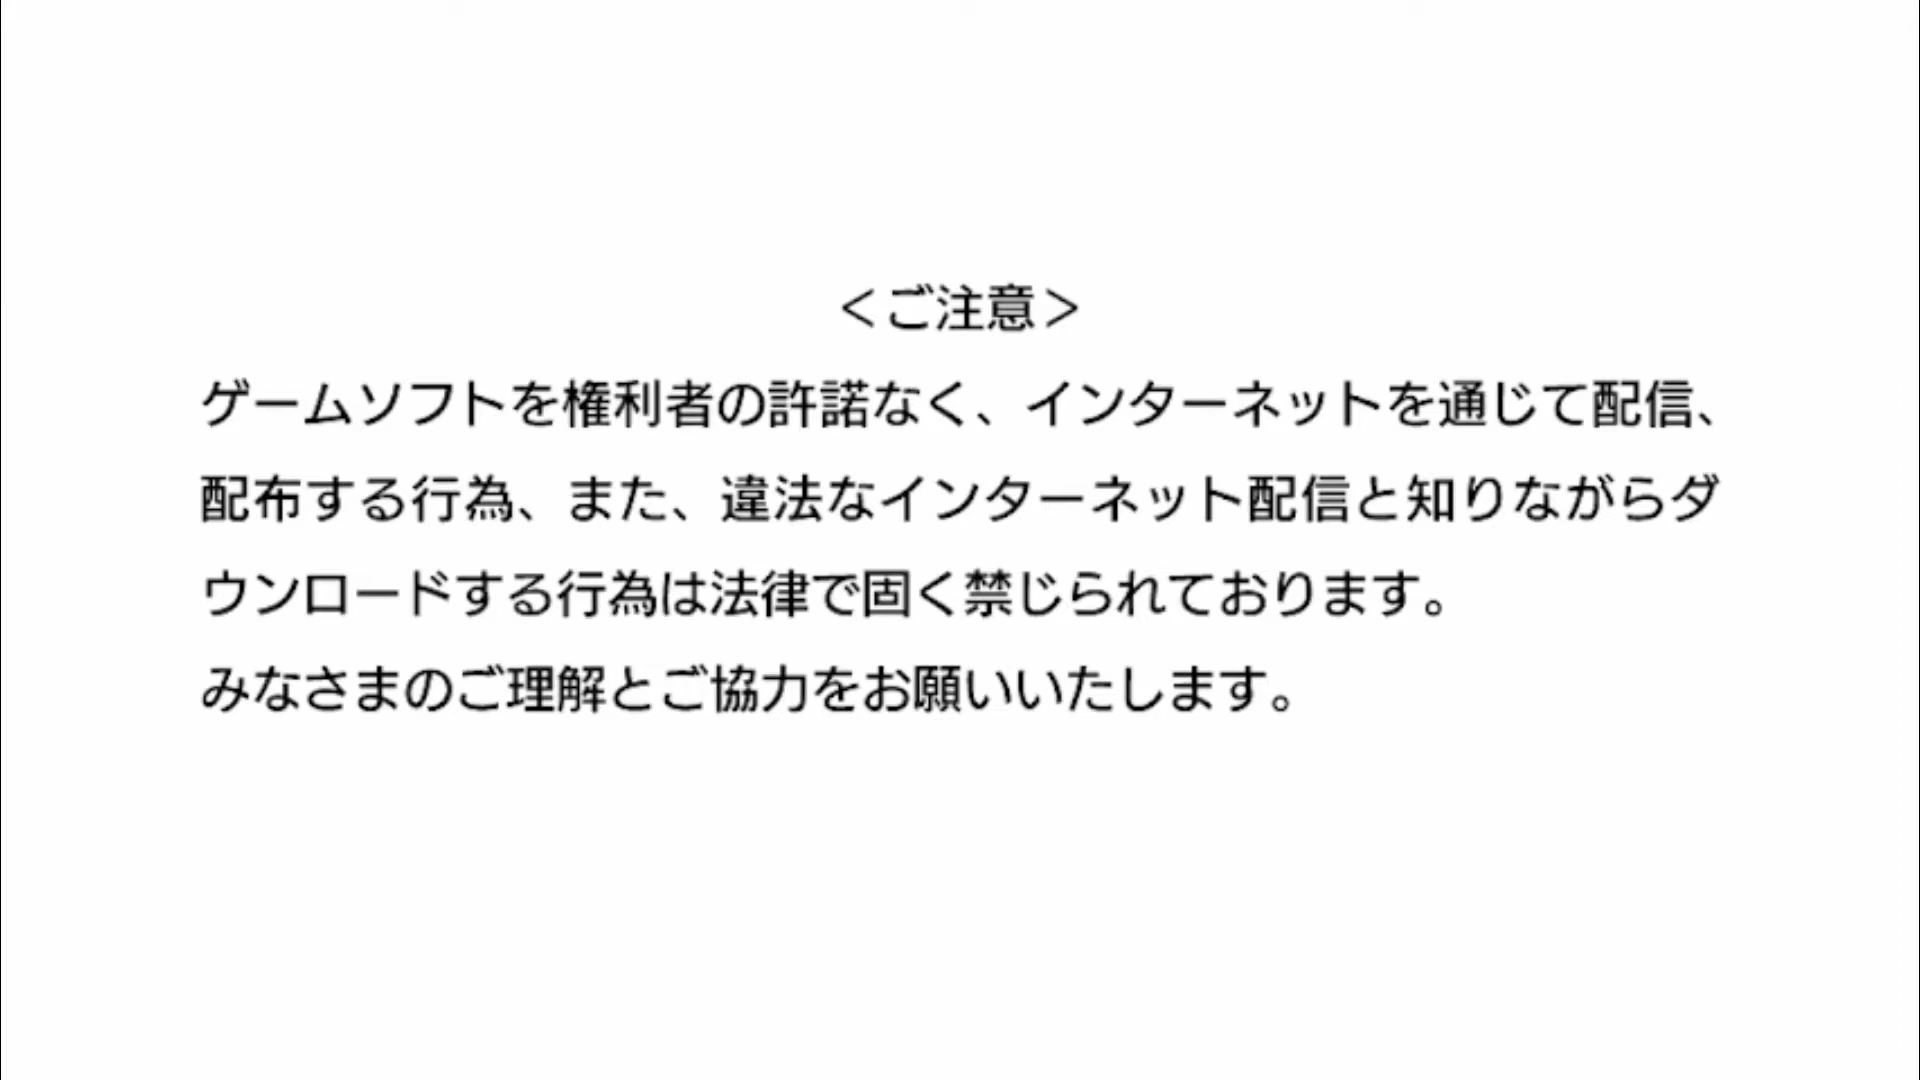 ＜ご注意＞
ゲームソフトを権利者の許諾なく、インターネットを通じて配信、
配布する行為、また、違法なインターネット配信と知りながらダ
ウンロードする行為は法律で固く禁じられております。
みなさまのご理解とご協力をお願いいたします。